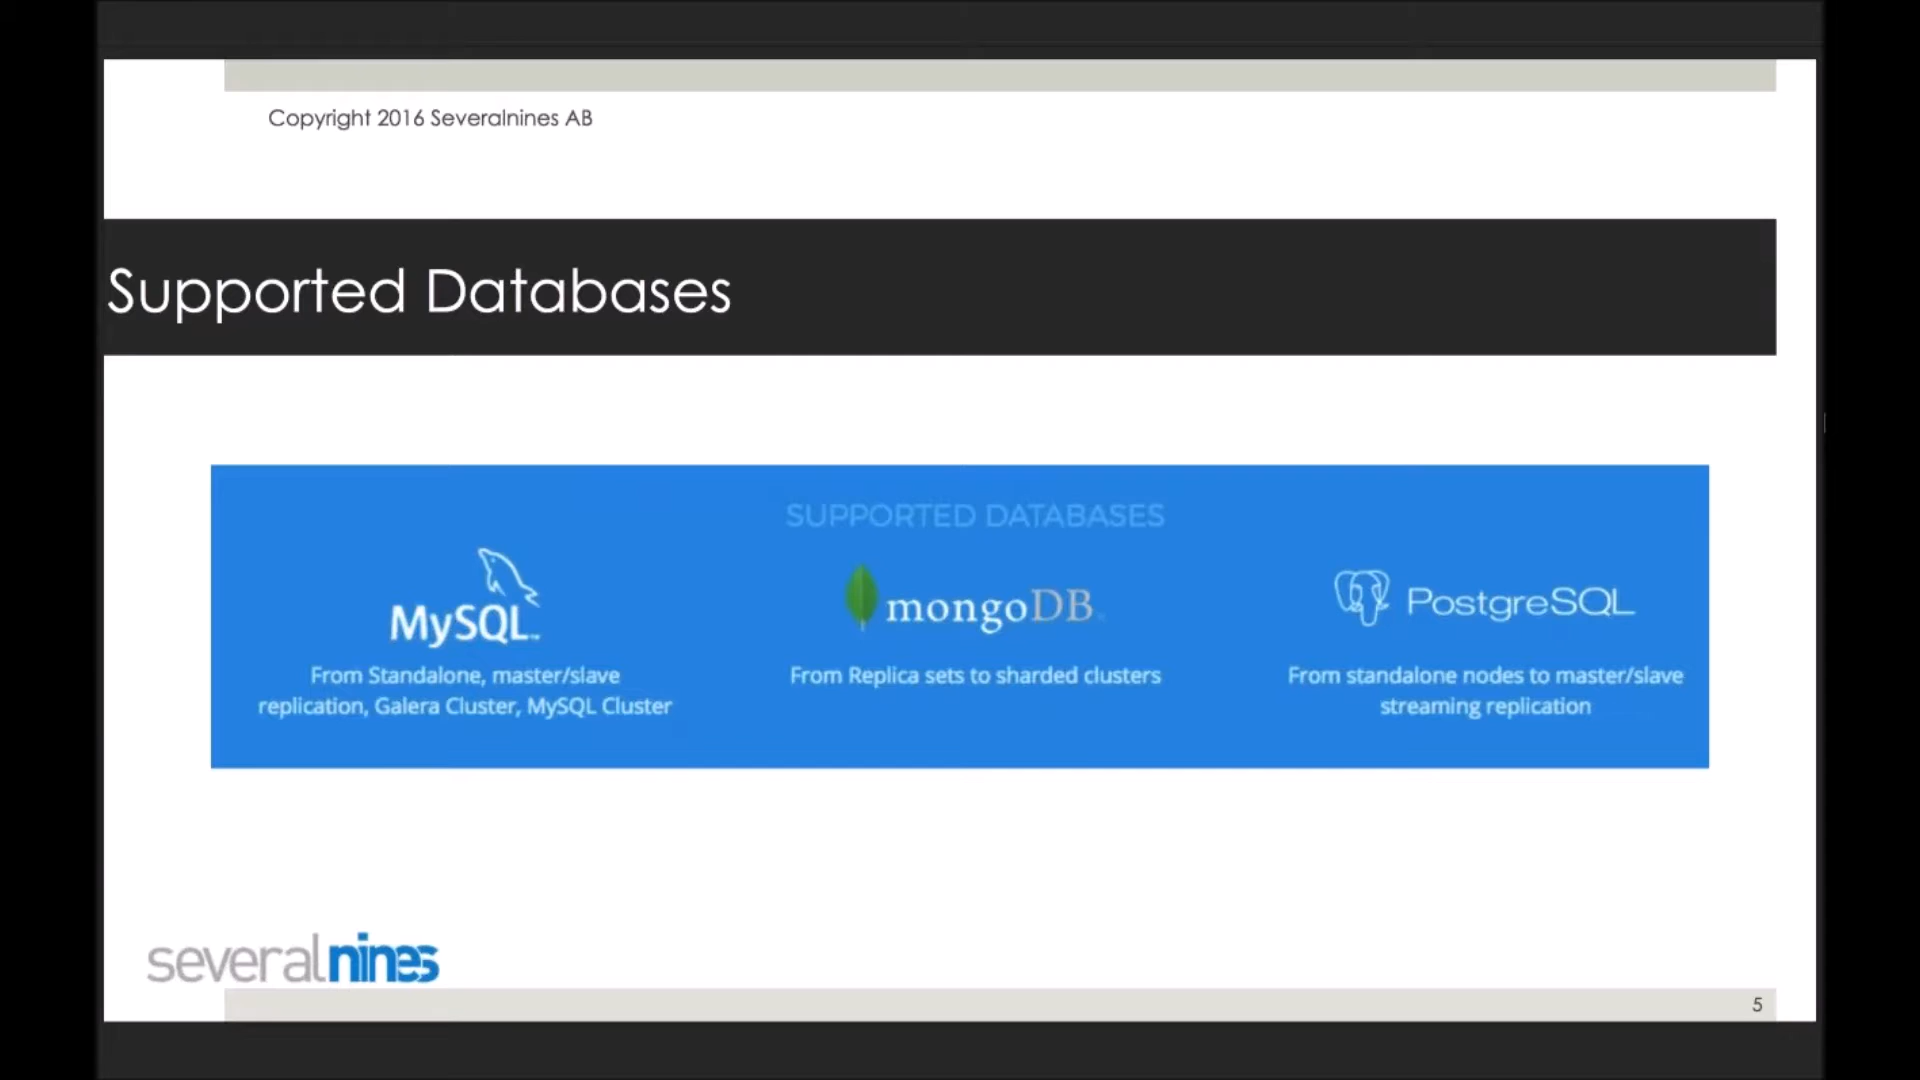 Copyright 2016 Severalnines AB
Supported Databases
SUPPORTED DATABASES
MySQL™
From Standalone, master/slave
replication, Galera Cluster, MySQL Cluster
mongoDB
From Replica sets to sharded clusters
PostgreSQL
From standalone nodes to master/slave
streaming replication
severalnines
5